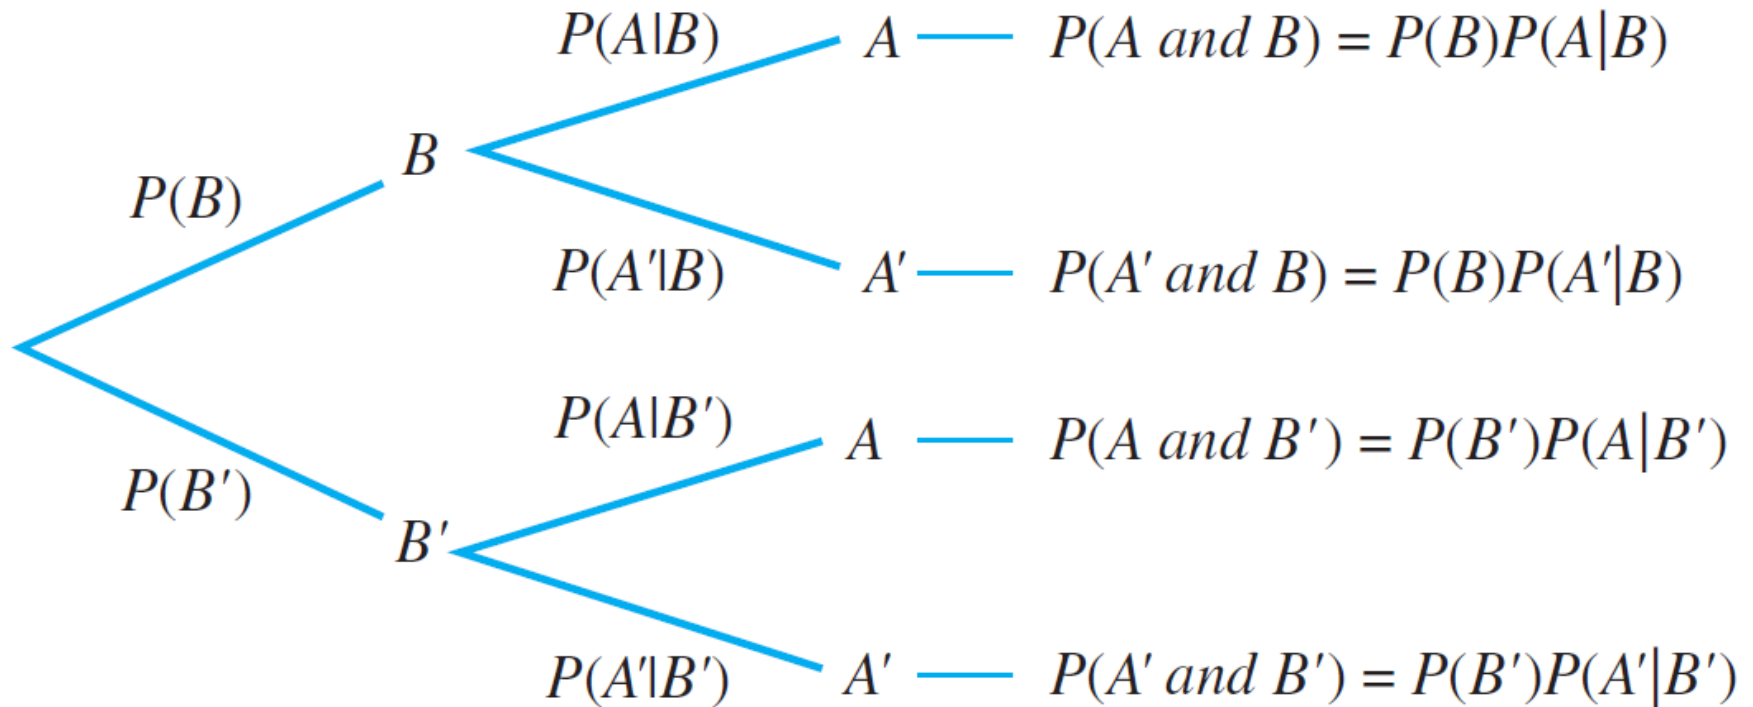 P(A|B) A P(A and B) = P(B)P(A|B)
B
P(B)
P(A'|B) A' P(A' and B) = P(B)P(A'|B)
P(A|B') A P(A and B') = P(B')P(A|B')
P(B')
B'
P(A'|B') A' P(A' and B') = P(B')P(A'|B')